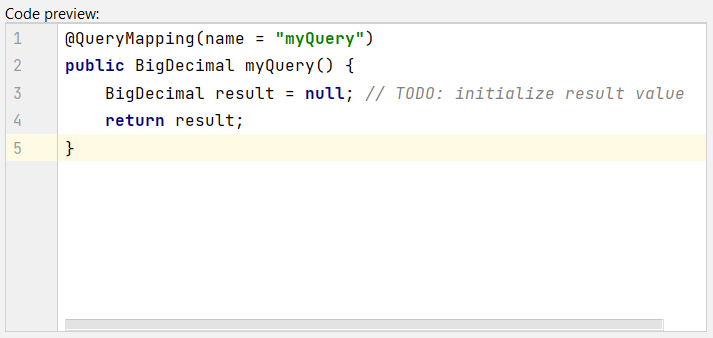 Code preview:
1 @QueryMapping(name = "myQuery")
2 public BigDecimal myQuery() {
3     BigDecimal result = null; // TODO: initialize result value
4     return result;
5 }